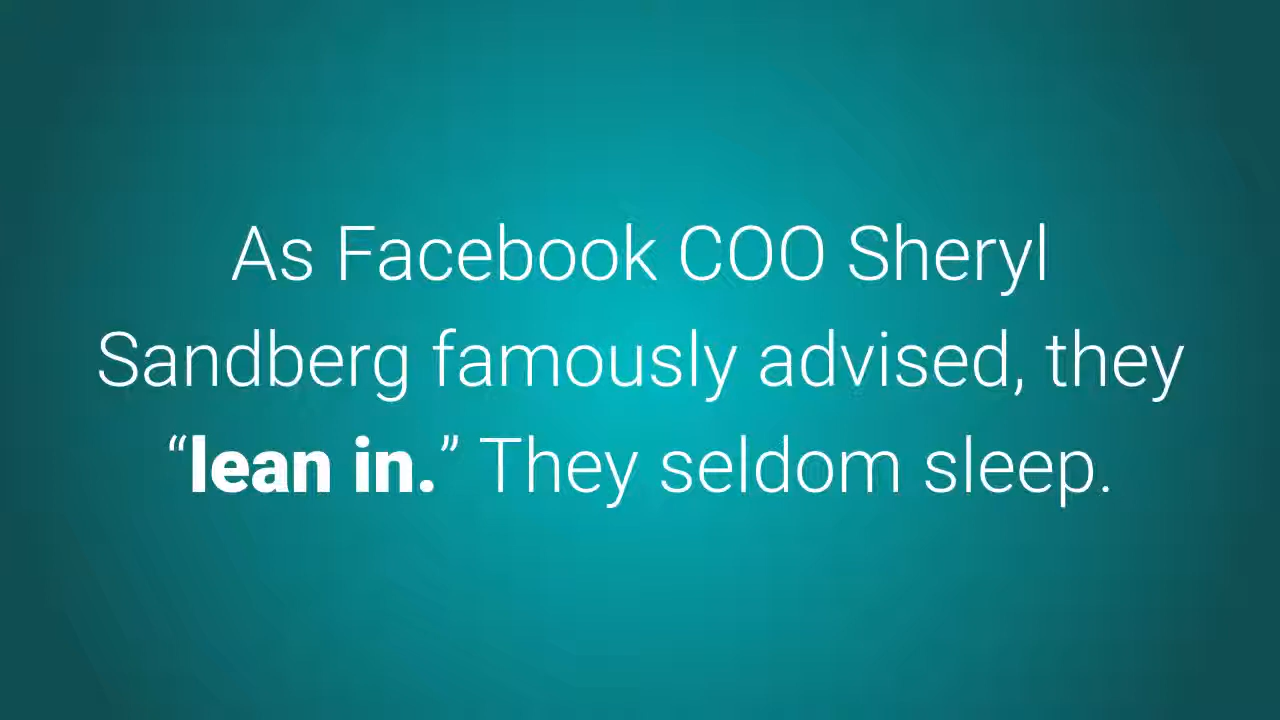 As Facebook COO Sheryl
Sandberg famously advised, they
“lean in.” They seldom sleep.